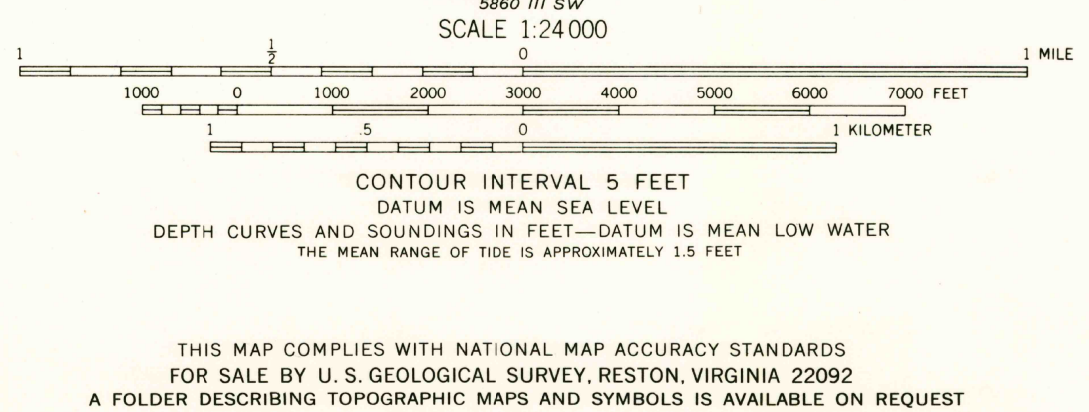 5860 III SW
SCALE 1:24 000
1 1/2 0 1 MILE
1000 0 1000 2000 3000 4000 5000 6000 7000 FEET
1 .5 0 1 KILOMETER
CONTOUR INTERVAL 5 FEET
DATUM IS MEAN SEA LEVEL
DEPTH CURVES AND SOUNDINGS IN FEET—DATUM IS MEAN LOW WATER
THE MEAN RANGE OF TIDE IS APPROXIMATELY 1.5 FEET
THIS MAP COMPLIES WITH NATIONAL MAP ACCURACY STANDARDS
FOR SALE BY U. S. GEOLOGICAL SURVEY, RESTON, VIRGINIA 22092
A FOLDER DESCRIBING TOPOGRAPHIC MAPS AND SYMBOLS IS AVAILABLE ON REQUEST